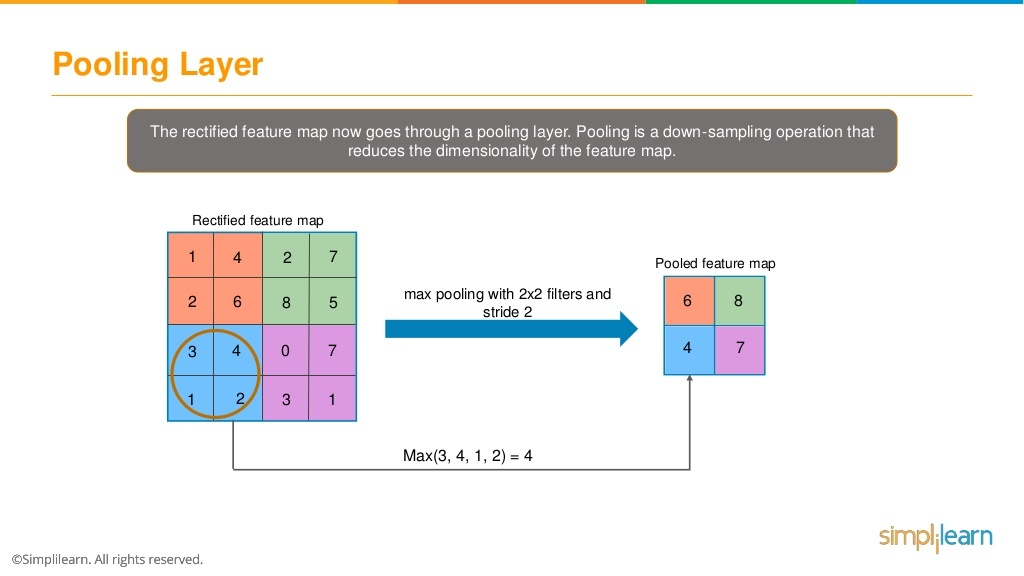 Pooling Layer
The rectified feature map now goes through a pooling layer. Pooling is a down-sampling operation that
reduces the dimensionality of the feature map.
Rectified feature map
1 4 2 7
2 6 8 5
3 4 0 7
1 2 3 1
max pooling with 2x2 filters and
stride 2
Pooled feature map
6 8
4 7
Max(3, 4, 1, 2) = 4
simplilearn
©Simplilearn. All rights reserved.